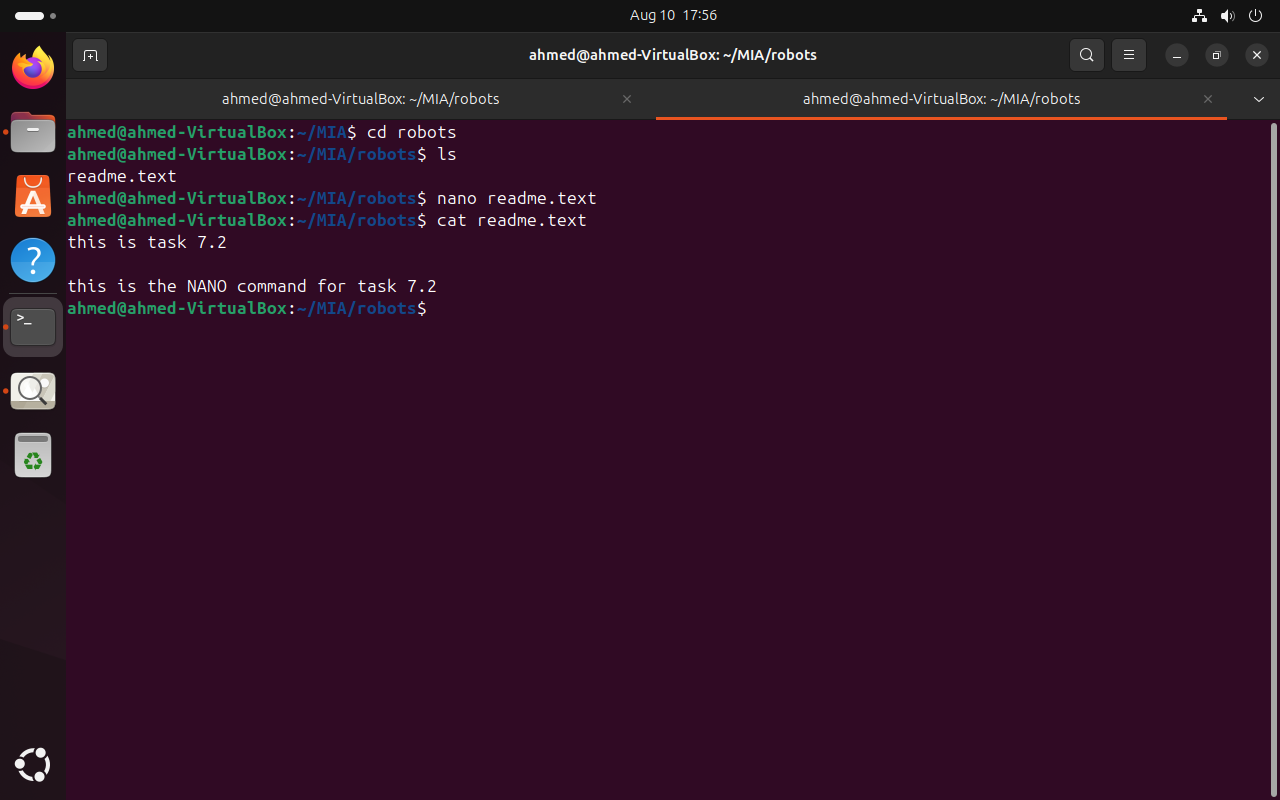 Aug 10 17:56
ahmed@ahmed-VirtualBox: ~/MIA/robots
ahmed@ahmed-VirtualBox: ~/MIA/robots
ahmed@ahmed-VirtualBox: ~/MIA/robots
ahmed@ahmed-VirtualBox:~/MIA$ cd robots
ahmed@ahmed-VirtualBox:~/MIA/robots$ ls
readme.text
ahmed@ahmed-VirtualBox:~/MIA/robots$ nano readme.text
ahmed@ahmed-VirtualBox:~/MIA/robots$ cat readme.text
this is task 7.2

this is the NANO command for task 7.2
ahmed@ahmed-VirtualBox:~/MIA/robots$